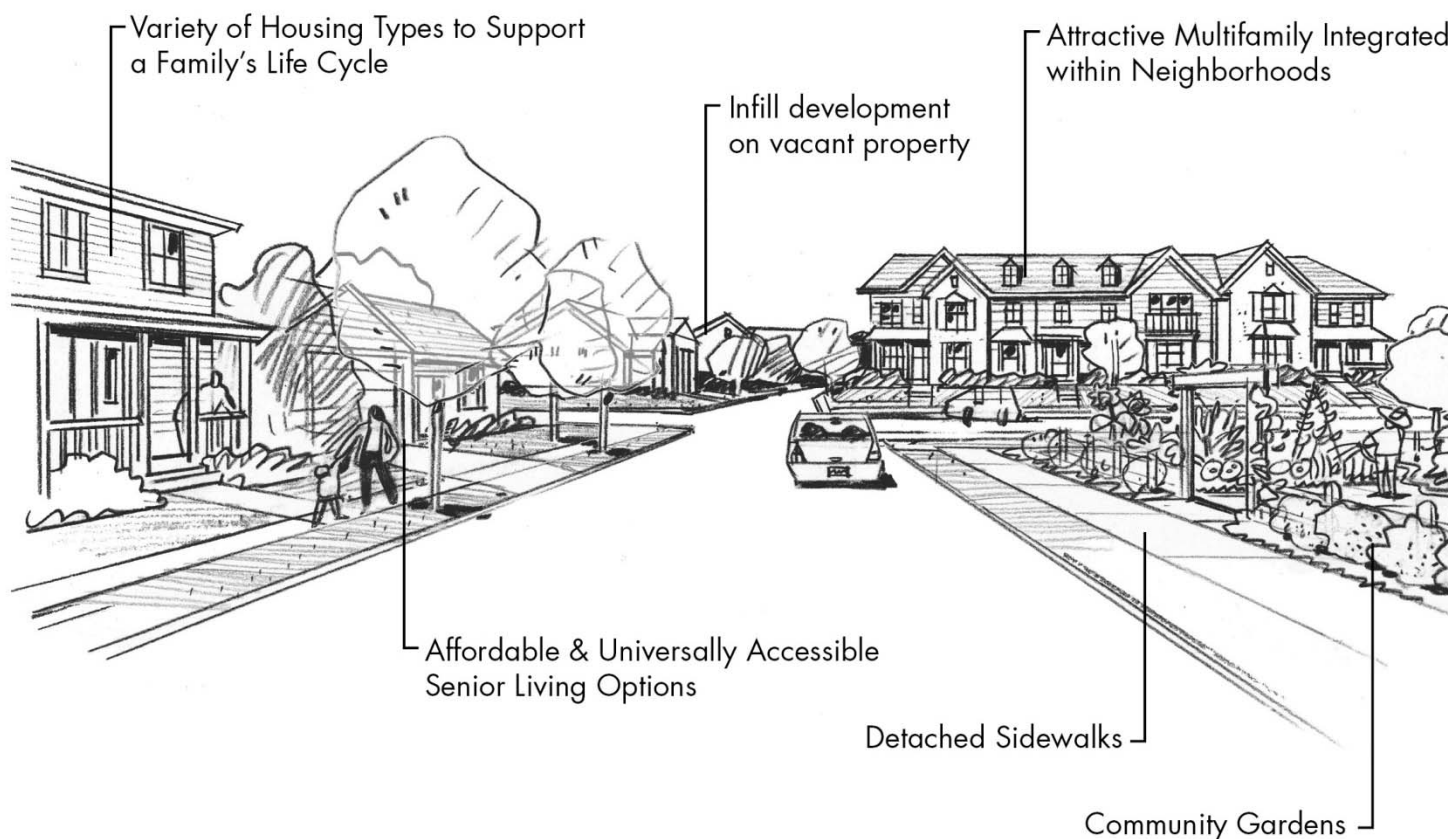 Variety of Housing Types to Support
a Family's Life Cycle
Infill development
on vacant property
Attractive Multifamily Integrated
within Neighborhoods
Affordable & Universally Accessible
Senior Living Options
Detached Sidewalks
Community Gardens